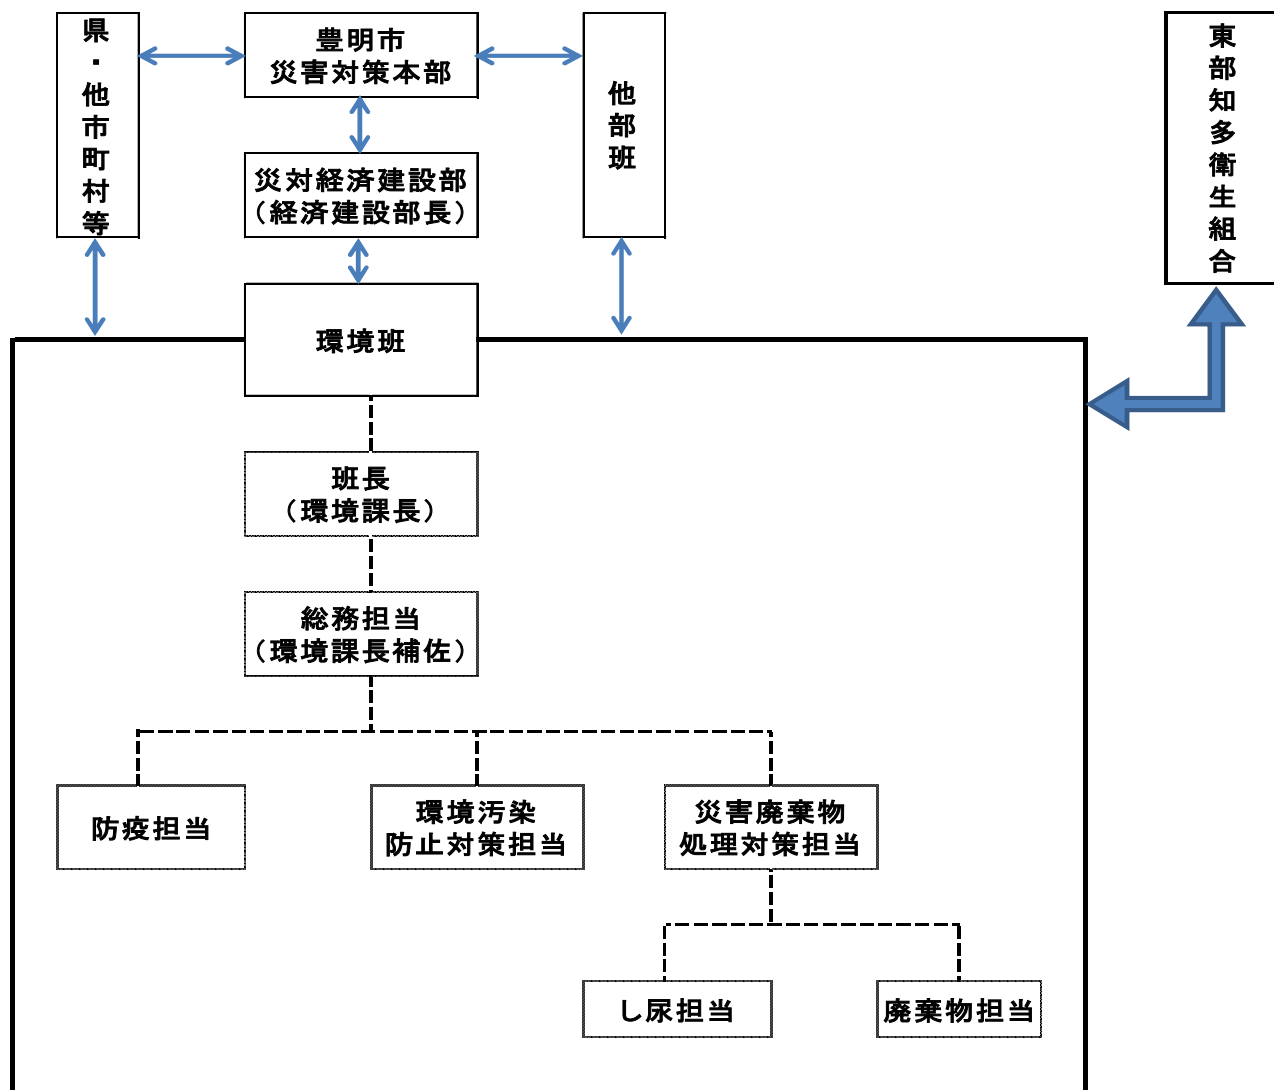 県・他市町村等
豊明市
災害対策本部
他部班
東部知多衛生組合
災対経済建設部
（経済建設部長）
環境班
班長
（環境課長）
総務担当
（環境課長補佐）
防疫担当
環境汚染
防止対策担当
災害廃棄物
処理対策担当
し尿担当
廃棄物担当